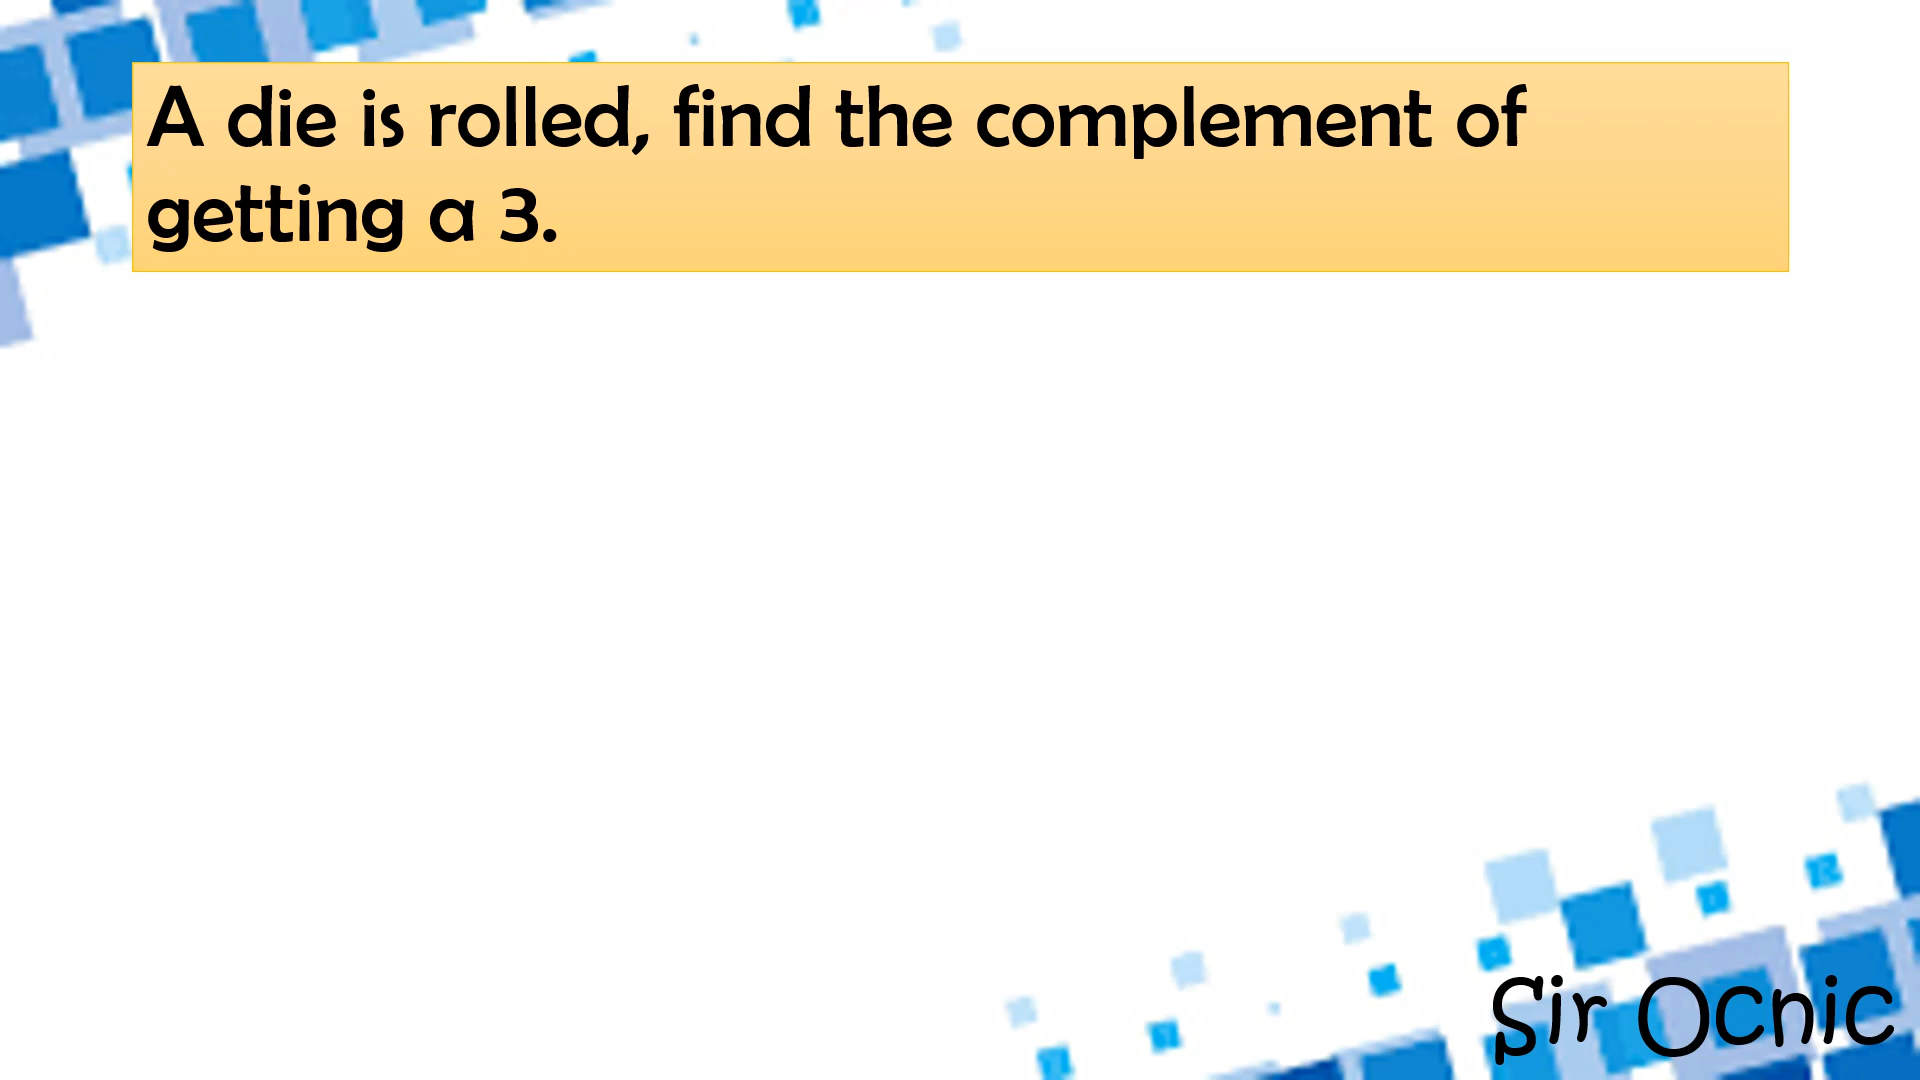 A die is rolled, find the complement of
getting a 3.
Sir Ocnic